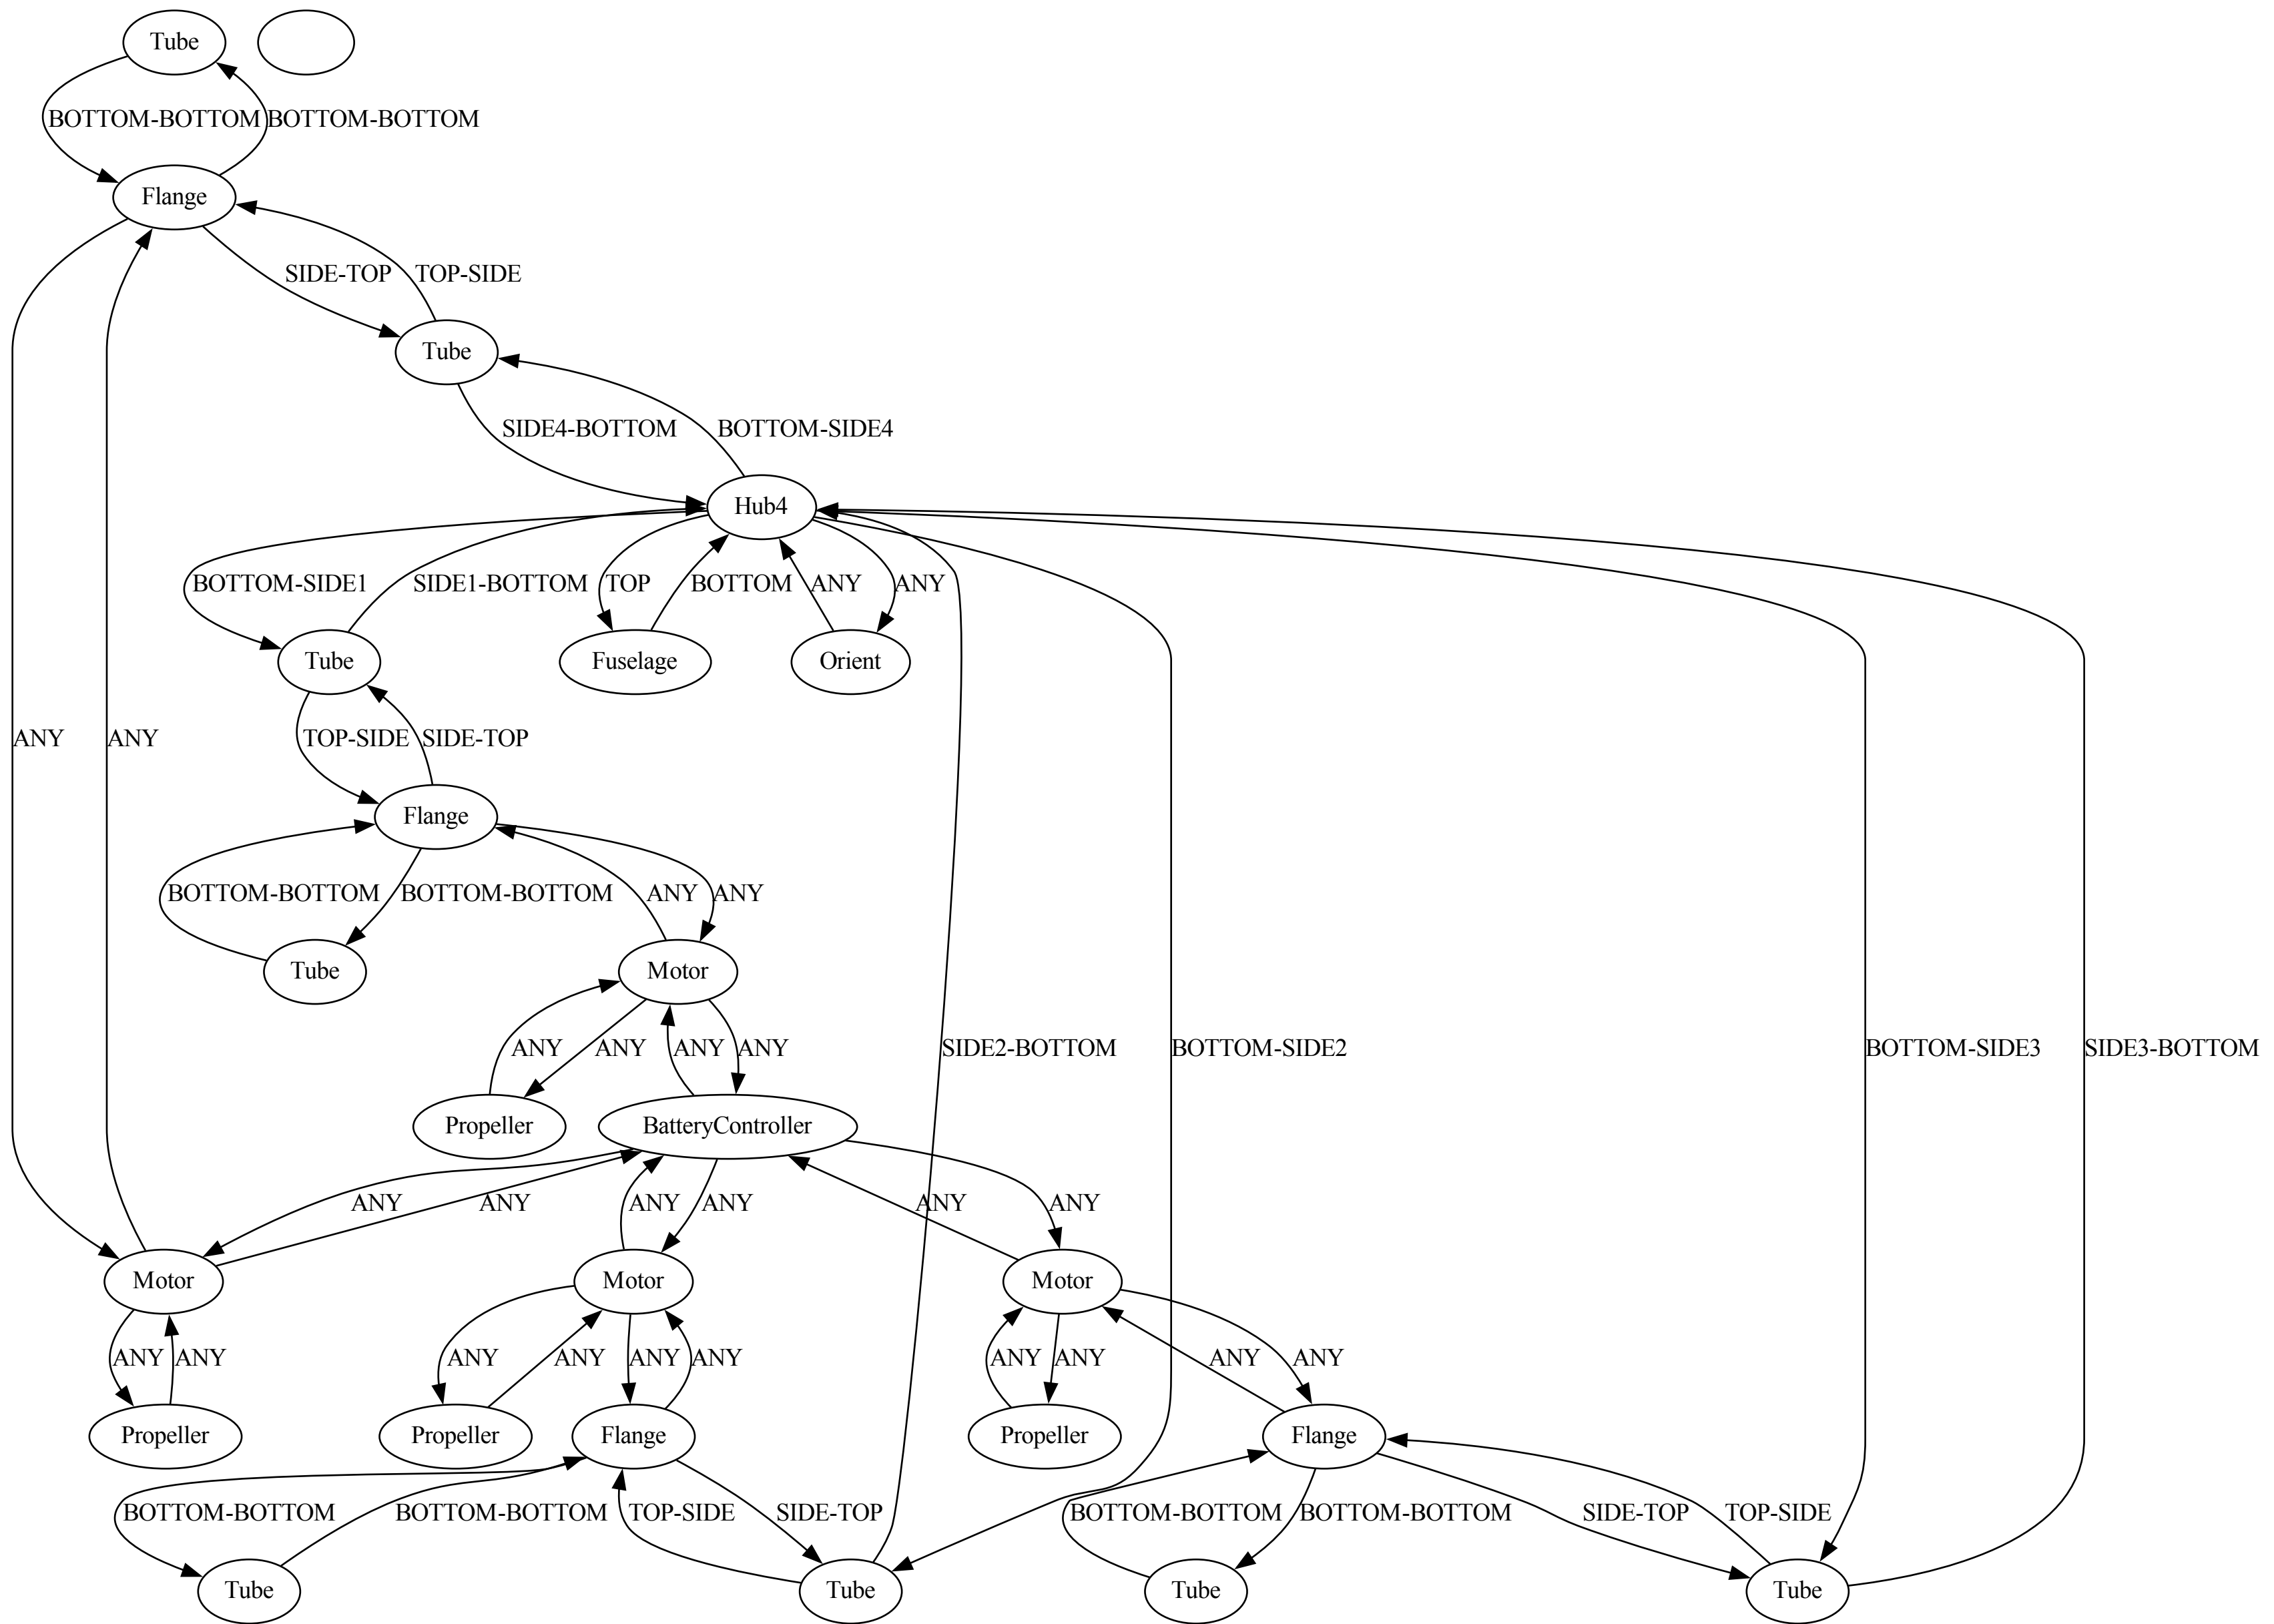 Tube
BOTTOM-BOTTOM
BOTTOM-BOTTOM
Flange
SIDE-TOP
TOP-SIDE
Tube
SIDE4-BOTTOM
BOTTOM-SIDE4
Hub4
BOTTOM-SIDE1
SIDE1-BOTTOM
TOP
BOTTOM
ANY
ANY
Tube
Fuselage
Orient
ANY
ANY
TOP-SIDE
SIDE-TOP
Flange
BOTTOM-BOTTOM
BOTTOM-BOTTOM
ANY
ANY
Tube
Motor
ANY
ANY
ANY
ANY
SIDE2-BOTTOM
BOTTOM-SIDE2
BOTTOM-SIDE3
SIDE3-BOTTOM
Propeller
BatteryController
ANY
ANY
ANY
ANY
ANY
ANY
Motor
Motor
Motor
ANY
ANY
ANY
ANY
ANY
ANY
ANY
ANY
ANY
ANY
Propeller
Propeller
Flange
Propeller
Flange
BOTTOM-BOTTOM
BOTTOM-BOTTOM
TOP-SIDE
SIDE-TOP
BOTTOM-BOTTOM
BOTTOM-BOTTOM
SIDE-TOP
TOP-SIDE
Tube
Tube
Tube
Tube